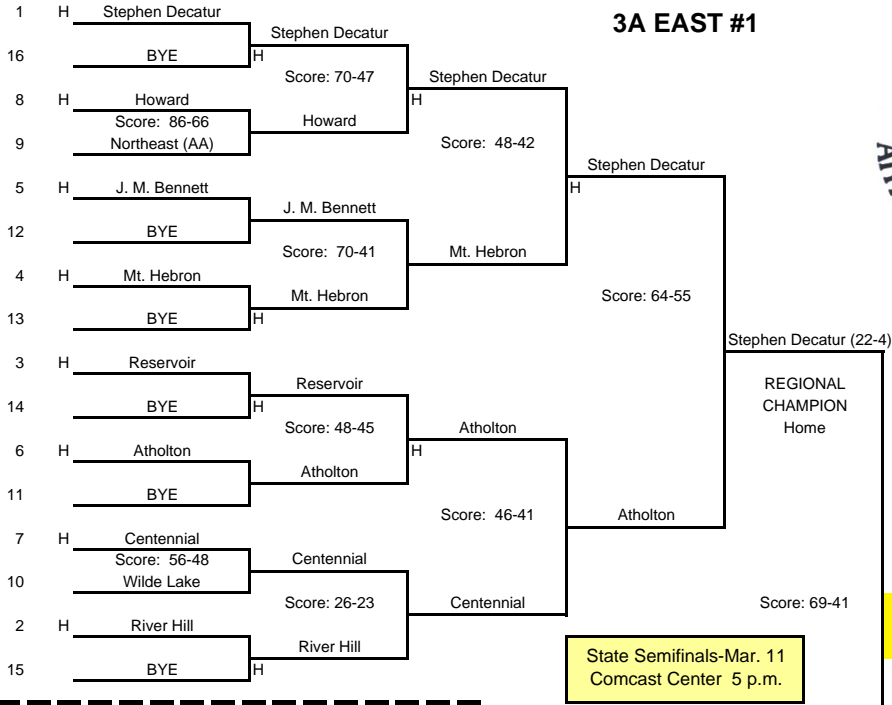 3A EAST #1
1 H Stephen Decatur
16 BYE
Stephen Decatur
H
Score: 70-47
8 H Howard
Score: 86-66
9 Northeast (AA)
Howard
Stephen Decatur
H
Score: 48-42
5 H J. M. Bennett
12 BYE
J. M. Bennett
Score: 70-41
4 H Mt. Hebron
13 BYE
Mt. Hebron
H
Mt. Hebron
Stephen Decatur
H
Score: 64-55
3 H Reservoir
14 BYE
Reservoir
H
Score: 48-45
6 H Atholton
11 BYE
Atholton
Atholton
H
Score: 46-41
7 H Centennial
Score: 56-48
10 Wilde Lake
Centennial
Score: 26-23
2 H River Hill
15 BYE
River Hill
H
Centennial
Atholton
Stephen Decatur (22-4)
REGIONAL
CHAMPION
Home
Score: 69-41
State Semifinals-Mar. 11
Comcast Center 5 p.m.